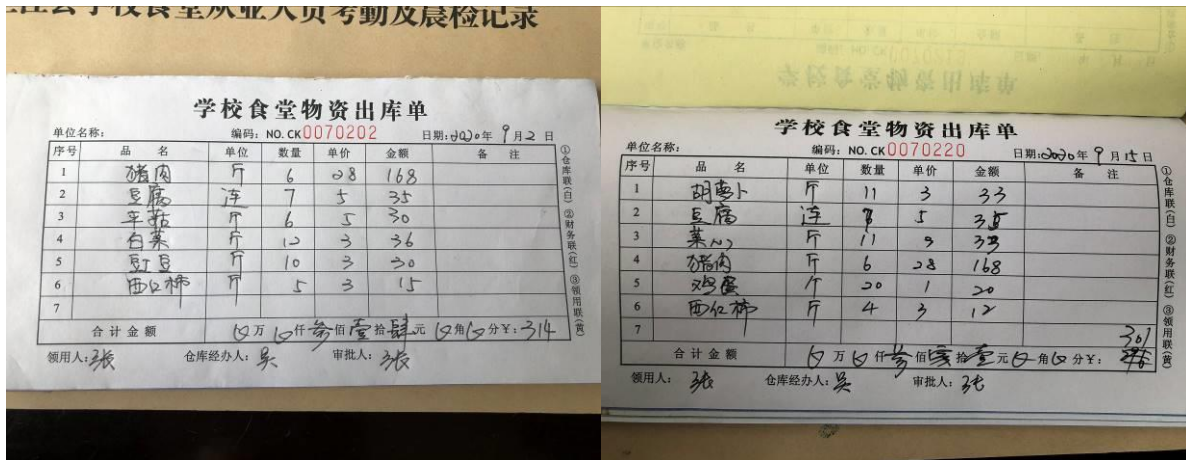 学校食堂从业人员考勤及晨检记录
学校食堂物资出库单
单位名称: 编码: NO. CK0070202 日期:2020年9月2日
序号 品名 单位 数量 单价 金额 备注
1 猪肉 斤 6 28 168
2 豆腐 连 7 5 35
3 平菇 斤 6 5 30
4 白菜 斤 12 3 36
5 豇豆 斤 10 3 30
6 西红柿 斤 5 3 15
7
合计金额 万 仟 叁佰壹拾肆元 角 分¥:314
领用人:张 仓库经办人:吴 审批人:张
①仓库联(白) ②财务联(红) ③领用联(黄)
学校食堂物资出库单
单位名称: 编码: NO. CK0070220 日期:2020年9月15日
序号 品名 单位 数量 单价 金额 备注
1 胡萝卜 斤 11 3 33
2 豆腐 连 7 5 35
3 菜心 斤 11 3 33
4 猪肉 斤 6 28 168
5 鸡蛋 个 20 1 20
6 西红柿 斤 4 3 12
7
301
合计金额 万 仟 叁佰零拾壹元 角 分¥:
领用人:张 仓库经办人:吴 审批人:张
①仓库联(白) ②财务联(红) ③领用联(黄)